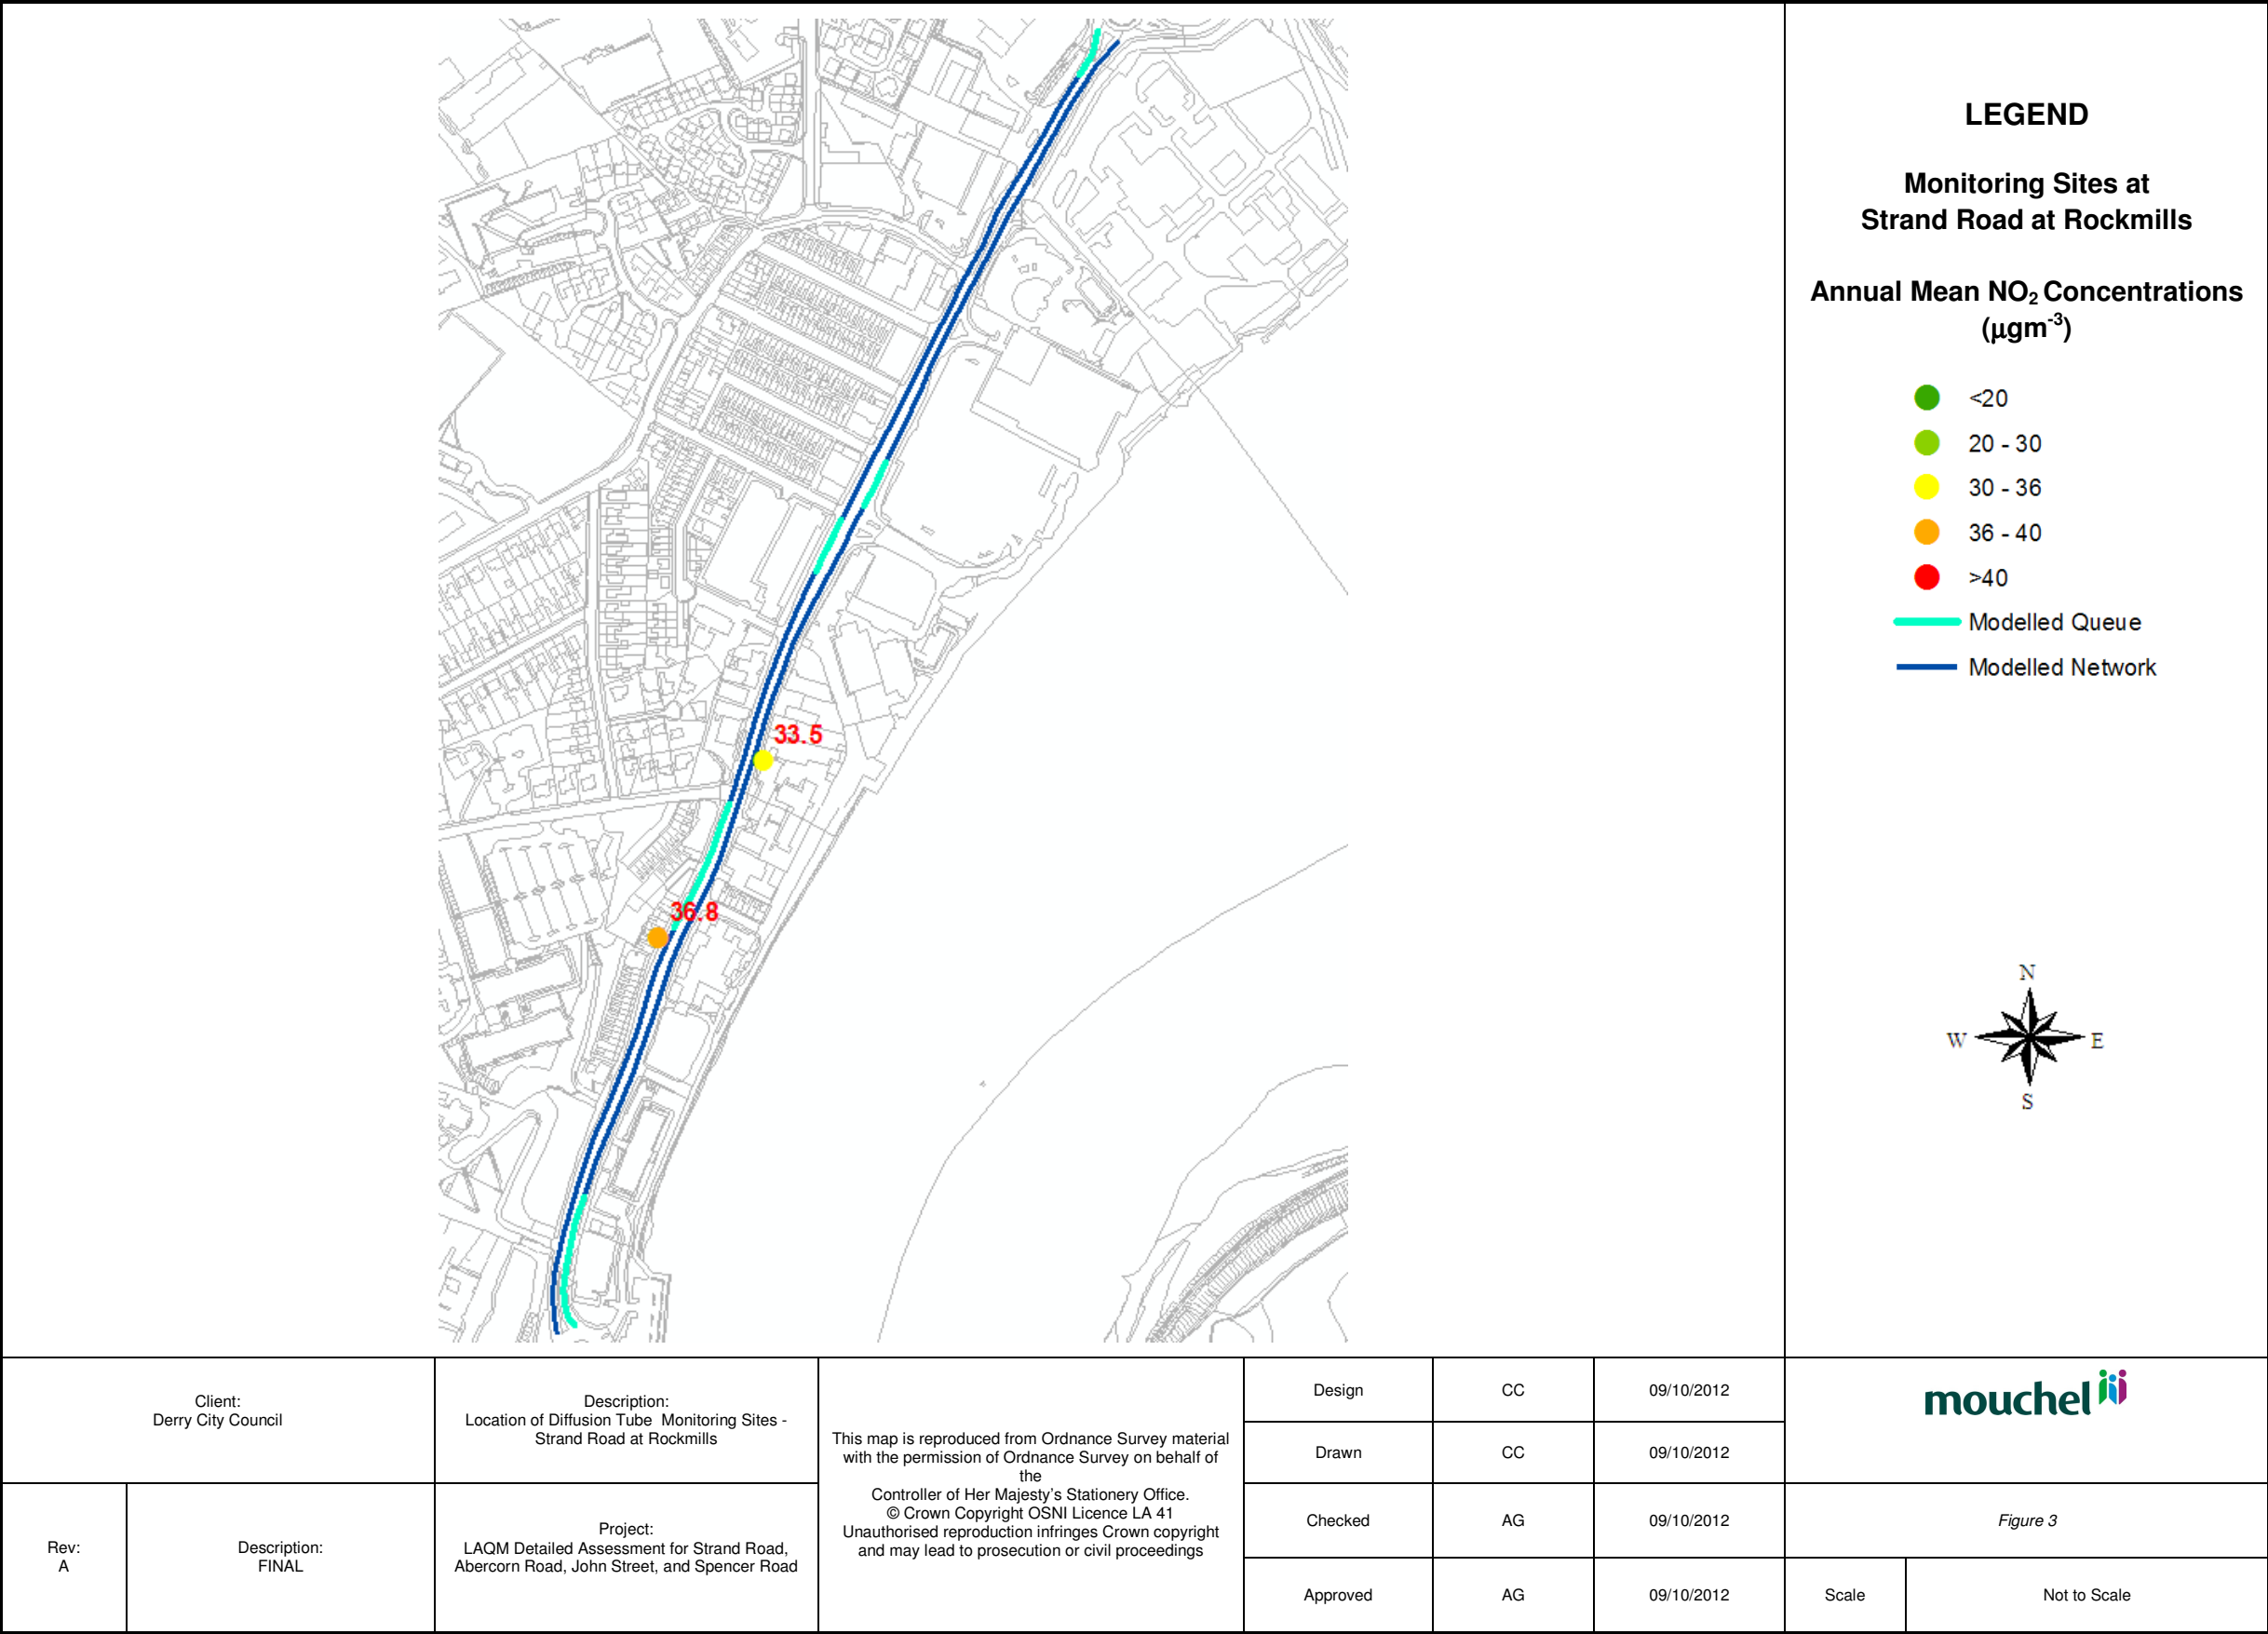 LEGEND
Monitoring Sites at
Strand Road at Rockmills
Annual Mean NO₂ Concentrations
(µgm⁻³)
<20
20 - 30
30 - 36
36 - 40
>40
Modelled Queue
Modelled Network
33.5
36.8
N
W
E
S
Client:
Derry City Council
Description:
Location of Diffusion Tube Monitoring Sites -
Strand Road at Rockmills
This map is reproduced from Ordnance Survey material
with the permission of Ordnance Survey on behalf of
the
Controller of Her Majesty's Stationery Office.
© Crown Copyright OSNI Licence LA 41
Unauthorised reproduction infringes Crown copyright
and may lead to prosecution or civil proceedings
Design
CC
09/10/2012
mouchel
Drawn
CC
09/10/2012
Rev:
A
Description:
FINAL
Project:
LAQM Detailed Assessment for Strand Road,
Abercorn Road, John Street, and Spencer Road
Checked
AG
09/10/2012
Figure 3
Approved
AG
09/10/2012
Scale
Not to Scale